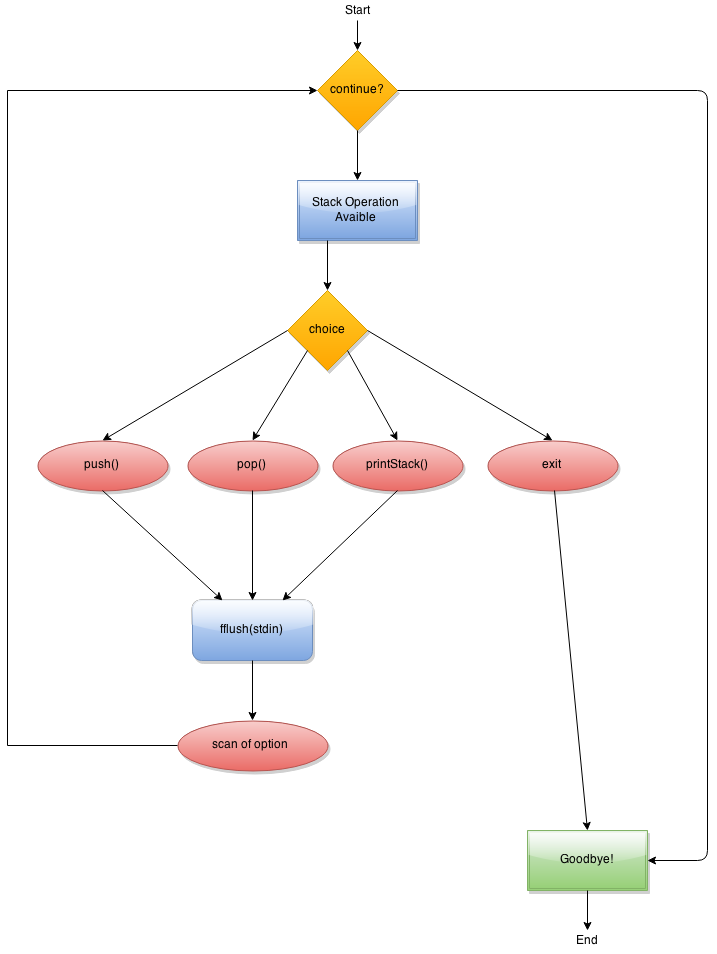 Start
continue?
Stack Operation
Avaible
choice
push()
pop()
printStack()
exit
fflush(stdin)
scan of option
Goodbye!
End